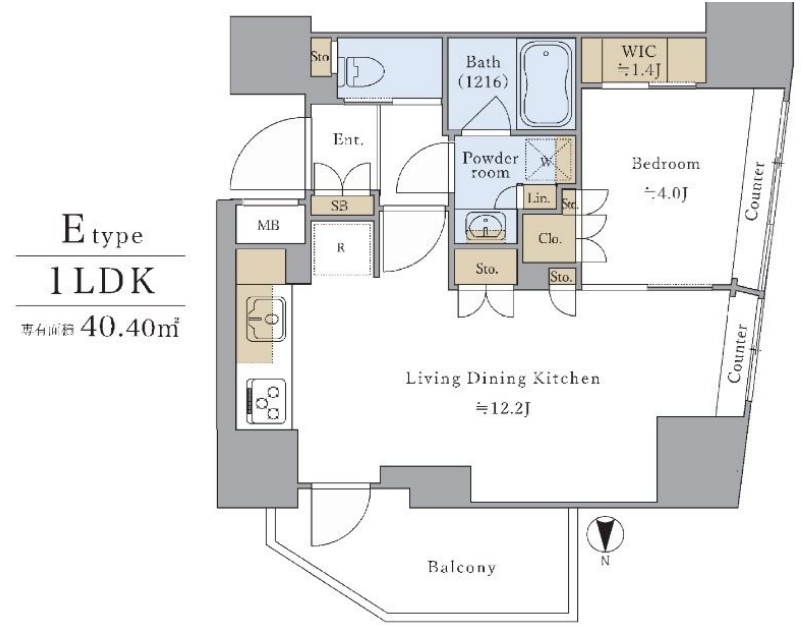 E type
1LDK
専有面積 40.40㎡
Sto
Bath
(1216)
WIC
≒1.4J
Ent.
Powder
room
W
Bedroom
≒4.0J
Counter
SB
Lin.
Sto.
MB
R
Clo.
Sto.
Sto.
Living Dining Kitchen
≒12.2J
Counter
Balcony
N